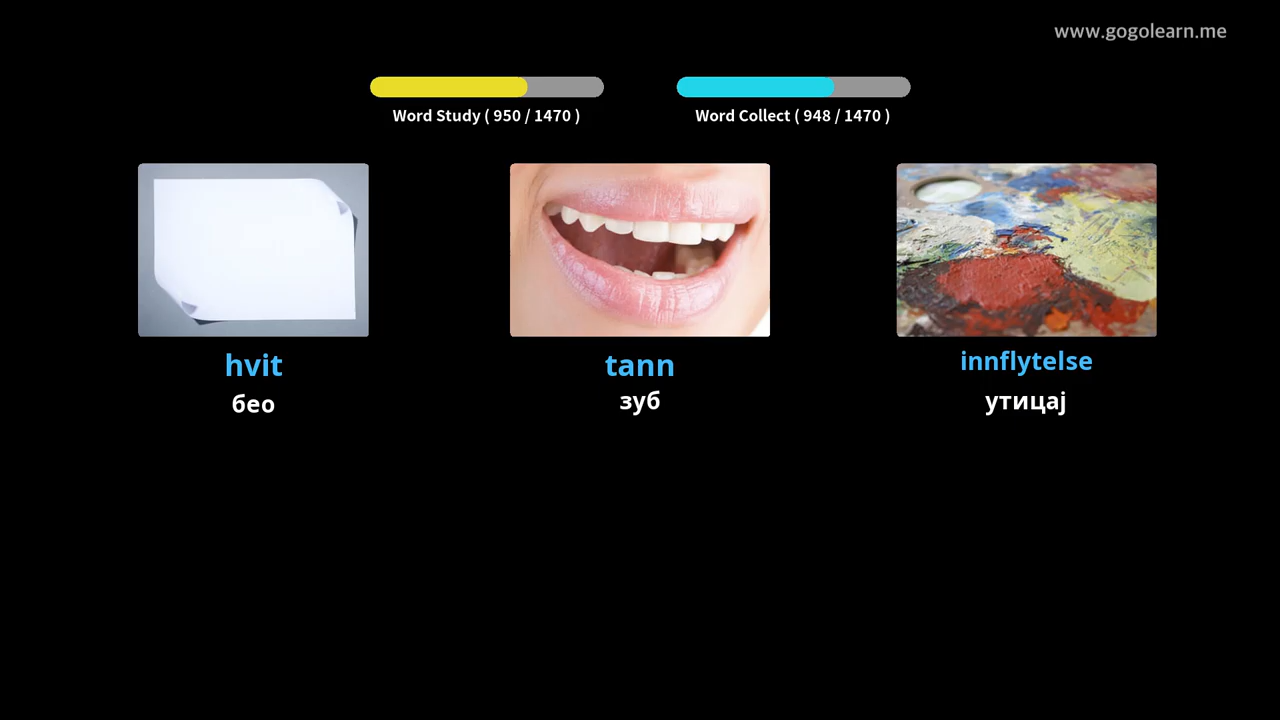 www.gogolearn.me
Word Study ( 950 / 1470 )
Word Collect ( 948 / 1470 )
hvit
бео
tann
зуб
innflytelse
утицај